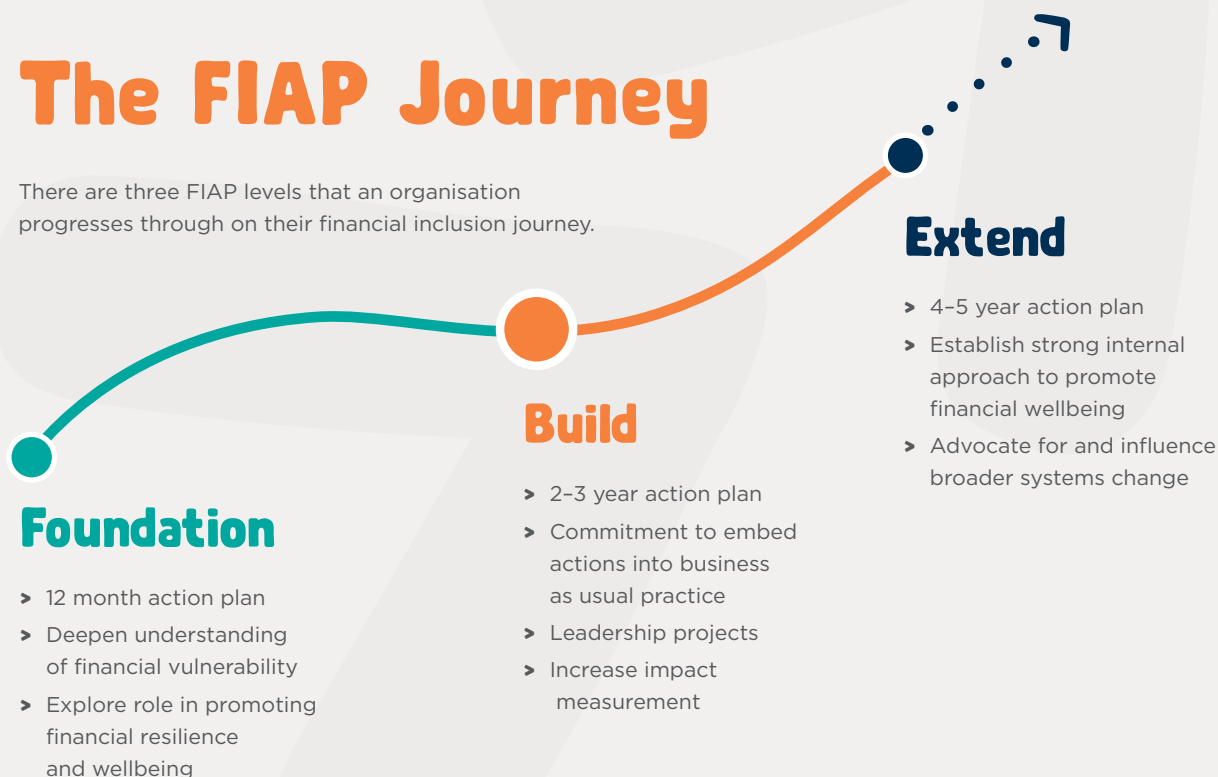 The FIAP Journey
There are three FIAP levels that an organisation
progresses through on their financial inclusion journey.
Foundation
> 12 month action plan
> Deepen understanding
of financial vulnerability
> Explore role in promoting
financial resilience
and wellbeing
Build
> 2–3 year action plan
> Commitment to embed
actions into business
as usual practice
> Leadership projects
> Increase impact
measurement
Extend
> 4–5 year action plan
> Establish strong internal
approach to promote
financial wellbeing
> Advocate for and influence
broader systems change